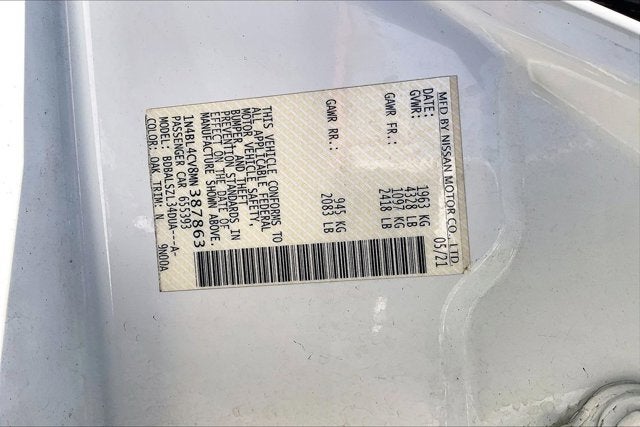 MFD BY NISSAN MOTOR CO., LTD.
DATE: 05/21
GVWR: 1963 KG
4328 LB
GAWR FR.: 1097 KG
2418 LB
GAWR RR.: 945 KG
2083 LB
THIS VEHICLE CONFORMS TO
ALL APPLICABLE FEDERAL
MOTOR VEHICLE SAFETY,
BUMPER, AND THEFT
PREVENTION STANDARDS IN
EFFECT ON THE DATE OF
MANUFACTURE SHOWN ABOVE.
1N4BL4CV8MN387863
PASSENGER CAR 655393
MODEL: BDBALSZL34DUA---A-
COLOR: QAK TRIM: N 9N00A